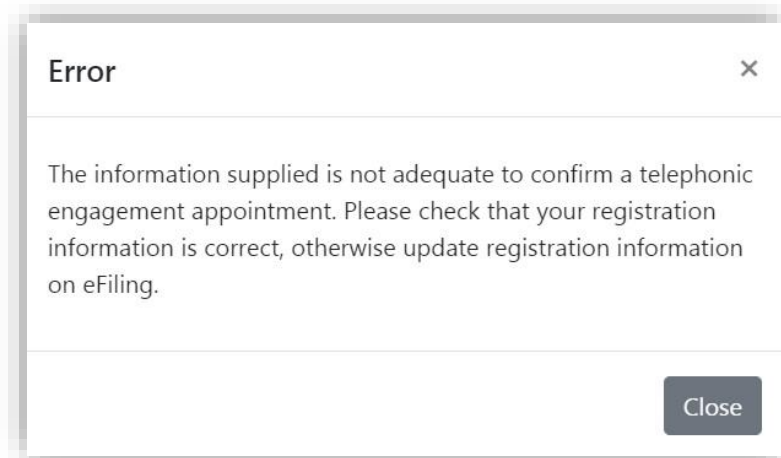 Error
×
The information supplied is not adequate to confirm a telephonic
engagement appointment. Please check that your registration
information is correct, otherwise update registration information
on eFiling.
Close